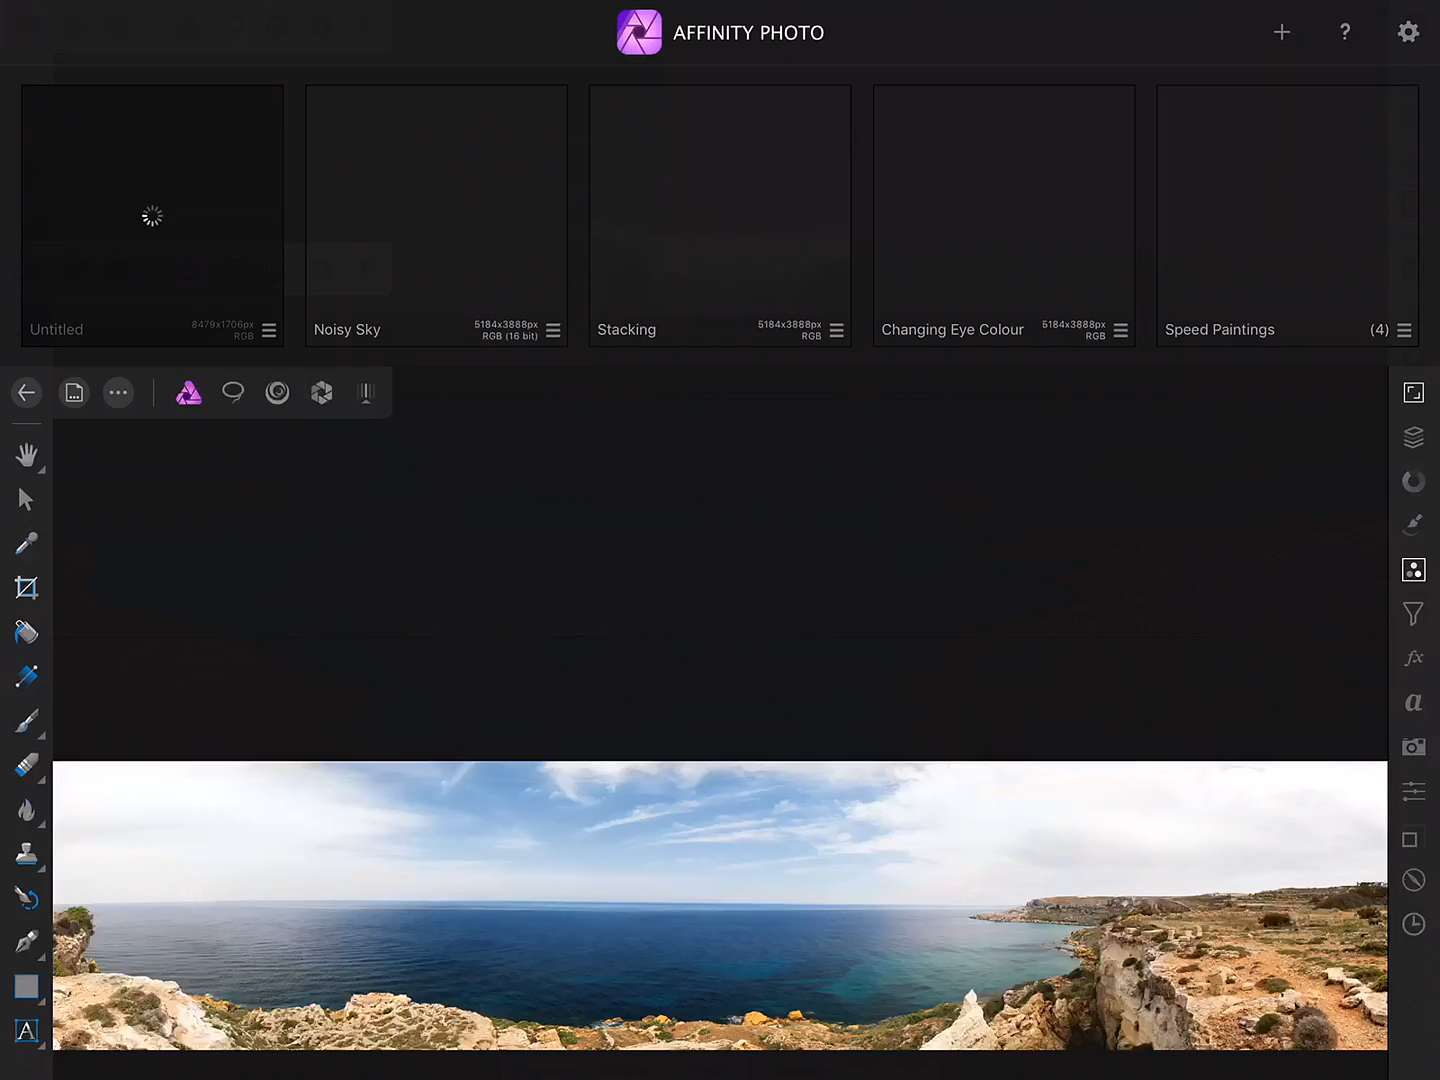 AFFINITY PHOTO
?
Untitled 8479x1706px RGB
Noisy Sky 5184x3888px RGB (16 bit)
Stacking 5184x3888px RGB
Changing Eye Colour 5184x3888px RGB
Speed Paintings (4)
fx
a
A